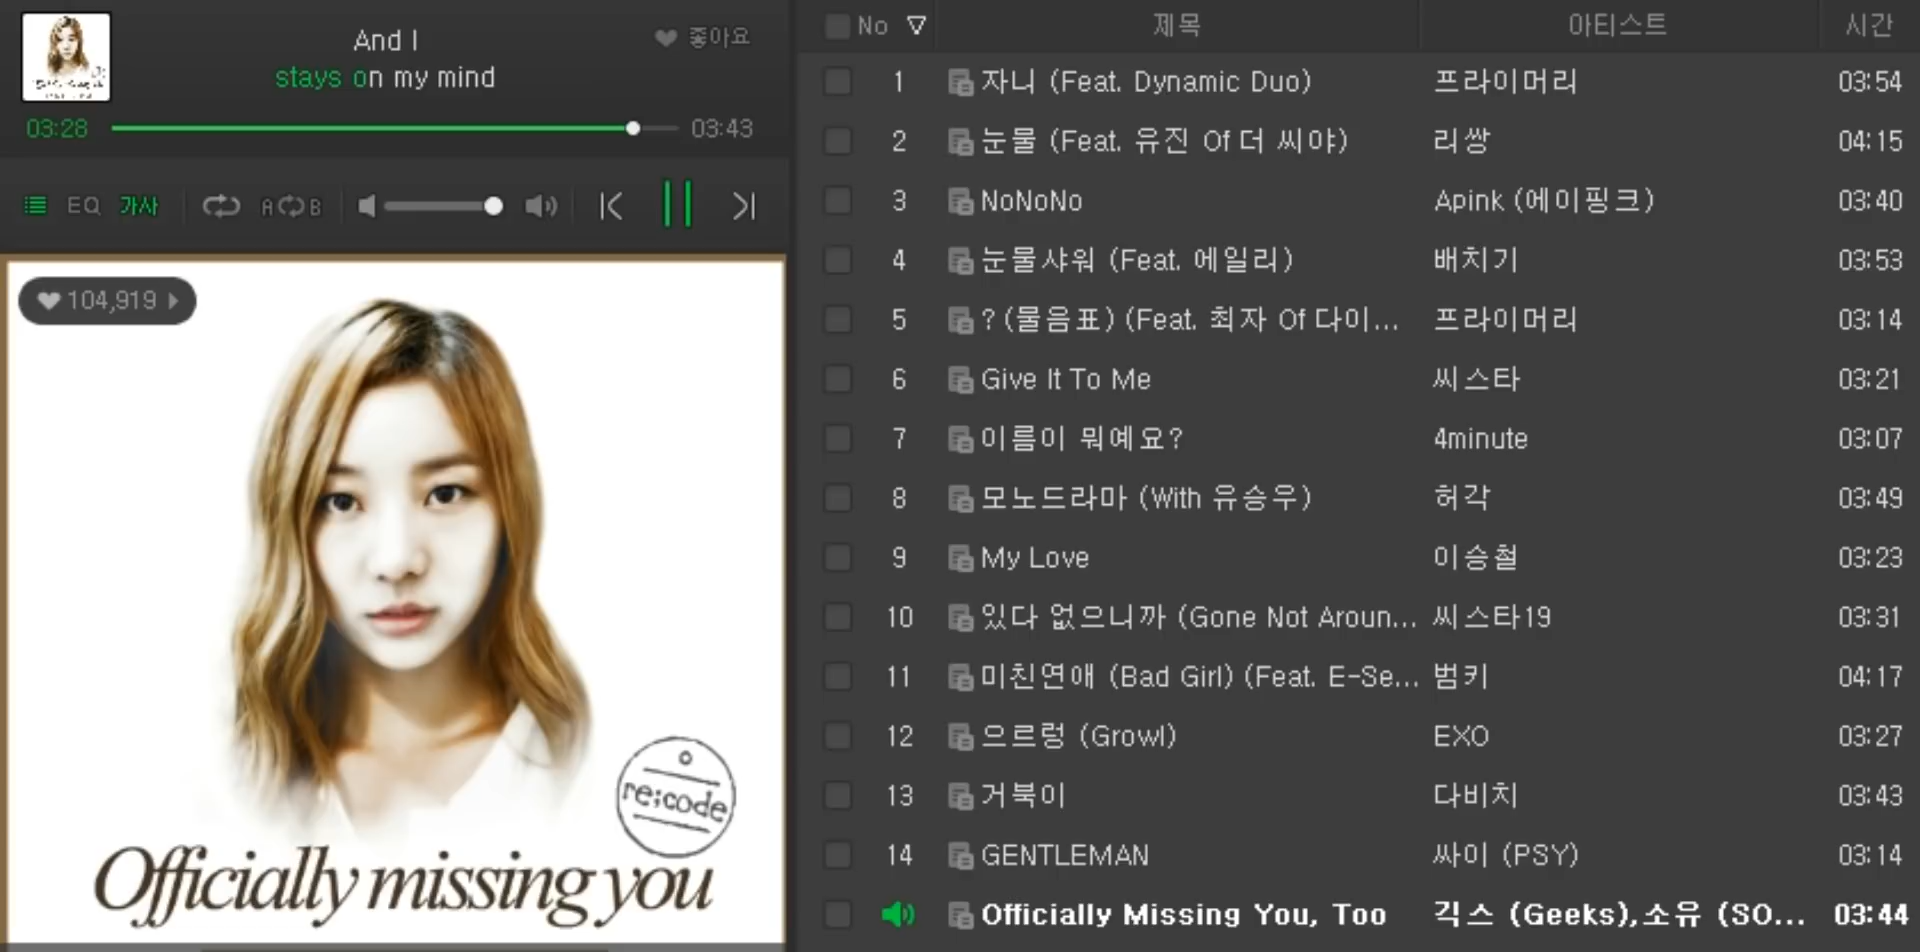 And I
좋아요
stays on my mind
03:28
03:43
EQ 가사 A B
104,919
re;code
Officially missing you
No 제목 아티스트 시간
1 자니 (Feat. Dynamic Duo) 프라이머리 03:54
2 눈물 (Feat. 유진 Of 더 씨야) 리쌍 04:15
3 NoNoNo Apink (에이핑크) 03:40
4 눈물샤워 (Feat. 에일리) 배치기 03:53
5 ? (물음표) (Feat. 최자 Of 다이... 프라이머리 03:14
6 Give It To Me 씨스타 03:21
7 이름이 뭐예요? 4minute 03:07
8 모노드라마 (With 유승우) 허각 03:49
9 My Love 이승철 03:23
10 있다 없으니까 (Gone Not Aroun... 씨스타19 03:31
11 미친연애 (Bad Girl) (Feat. E-Se... 범키 04:17
12 으르렁 (Growl) EXO 03:27
13 거북이 다비치 03:43
14 GENTLEMAN 싸이 (PSY) 03:14
Officially Missing You, Too 긱스 (Geeks),소유 (SO... 03:44